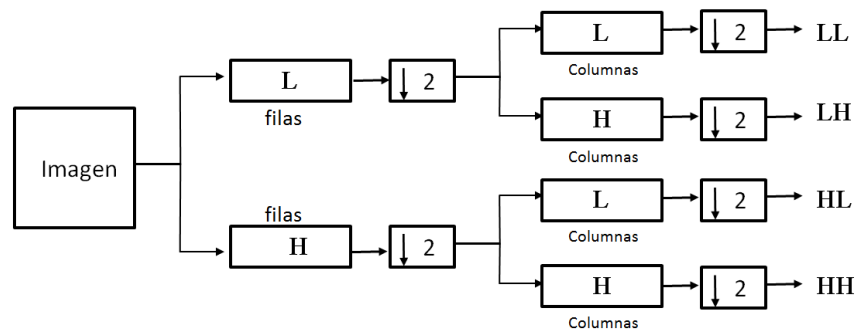 L ↓ 2 LL
Columnas
L ↓ 2
filas
H ↓ 2 LH
Columnas
Imagen
filas
L ↓ 2 HL
Columnas
H ↓ 2
H ↓ 2 HH
Columnas